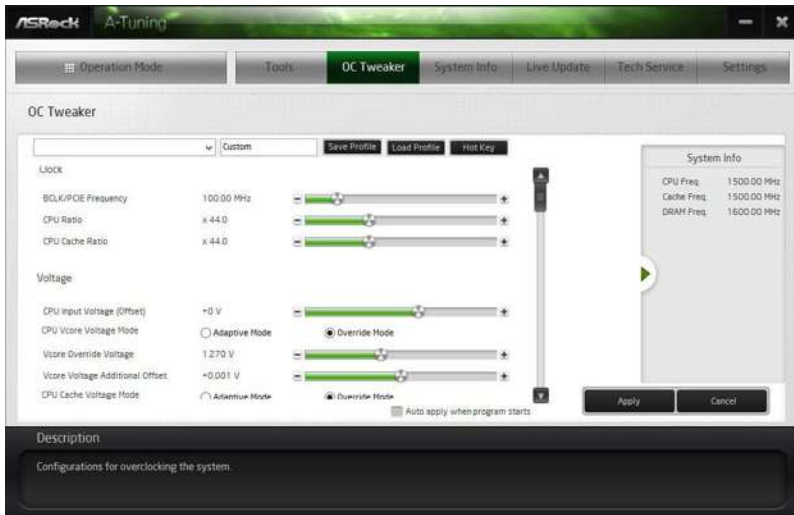 ASRock A-Tuning
Operation Mode Tools OC Tweaker System Info Live Update Tech Service Settings
OC Tweaker
Custom Save Profile Load Profile Hot Key
Clock
BCLK/PCIE Frequency 100.00 MHz
CPU Ratio x 44.0
CPU Cache Ratio x 44.0
Voltage
CPU Input Voltage (Offset) +0 V
CPU Vcore Voltage Mode Adaptive Mode Override Mode
Vcore Override Voltage 1.270 V
Vcore Voltage Additional Offset +0.001 V
CPU Cache Voltage Mode Adaptive Mode Override Mode
Auto apply when program starts
System Info
CPU Freq. 1500.00 MHz
Cache Freq. 1500.00 MHz
DRAM Freq. 1600.00 MHz
Apply Cancel
Description
Configurations for overclocking the system.